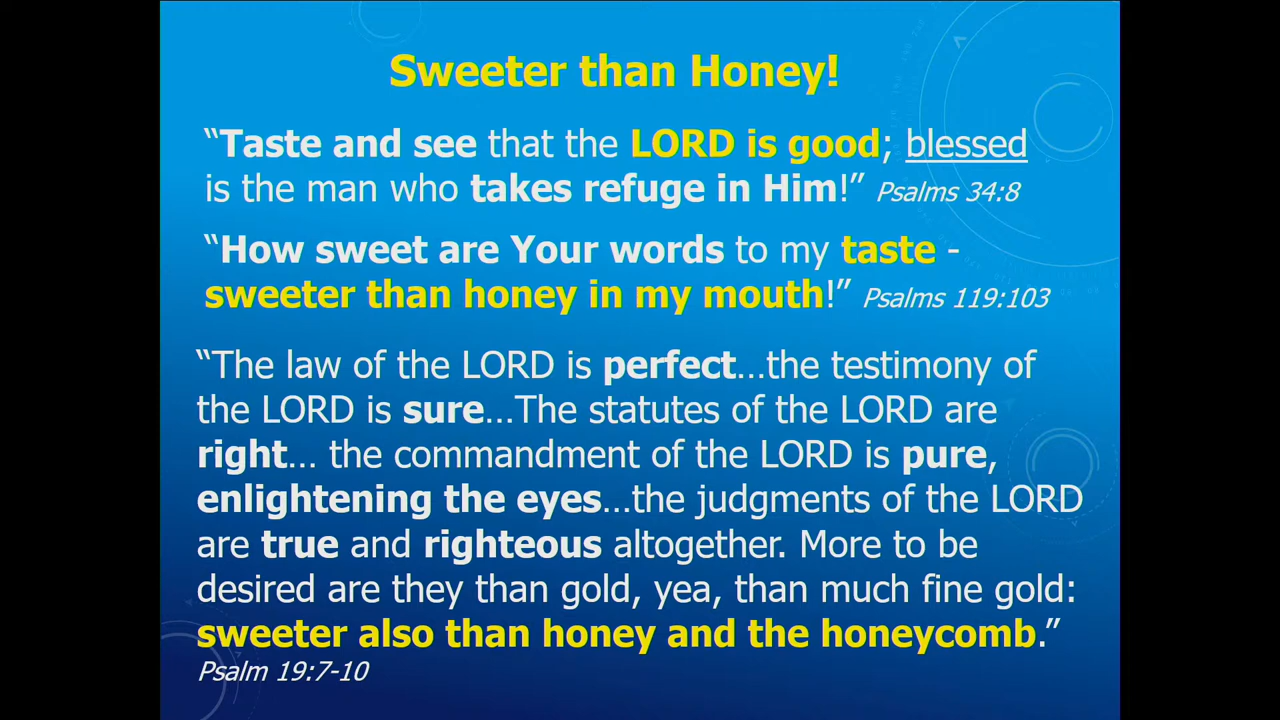 Sweeter than Honey!
“Taste and see that the LORD is good; blessed
is the man who takes refuge in Him!” Psalms 34:8
“How sweet are Your words to my taste -
sweeter than honey in my mouth!” Psalms 119:103
“The law of the LORD is perfect…the testimony of
the LORD is sure…The statutes of the LORD are
right… the commandment of the LORD is pure,
enlightening the eyes…the judgments of the LORD
are true and righteous altogether. More to be
desired are they than gold, yea, than much fine gold:
sweeter also than honey and the honeycomb.”
Psalm 19:7-10